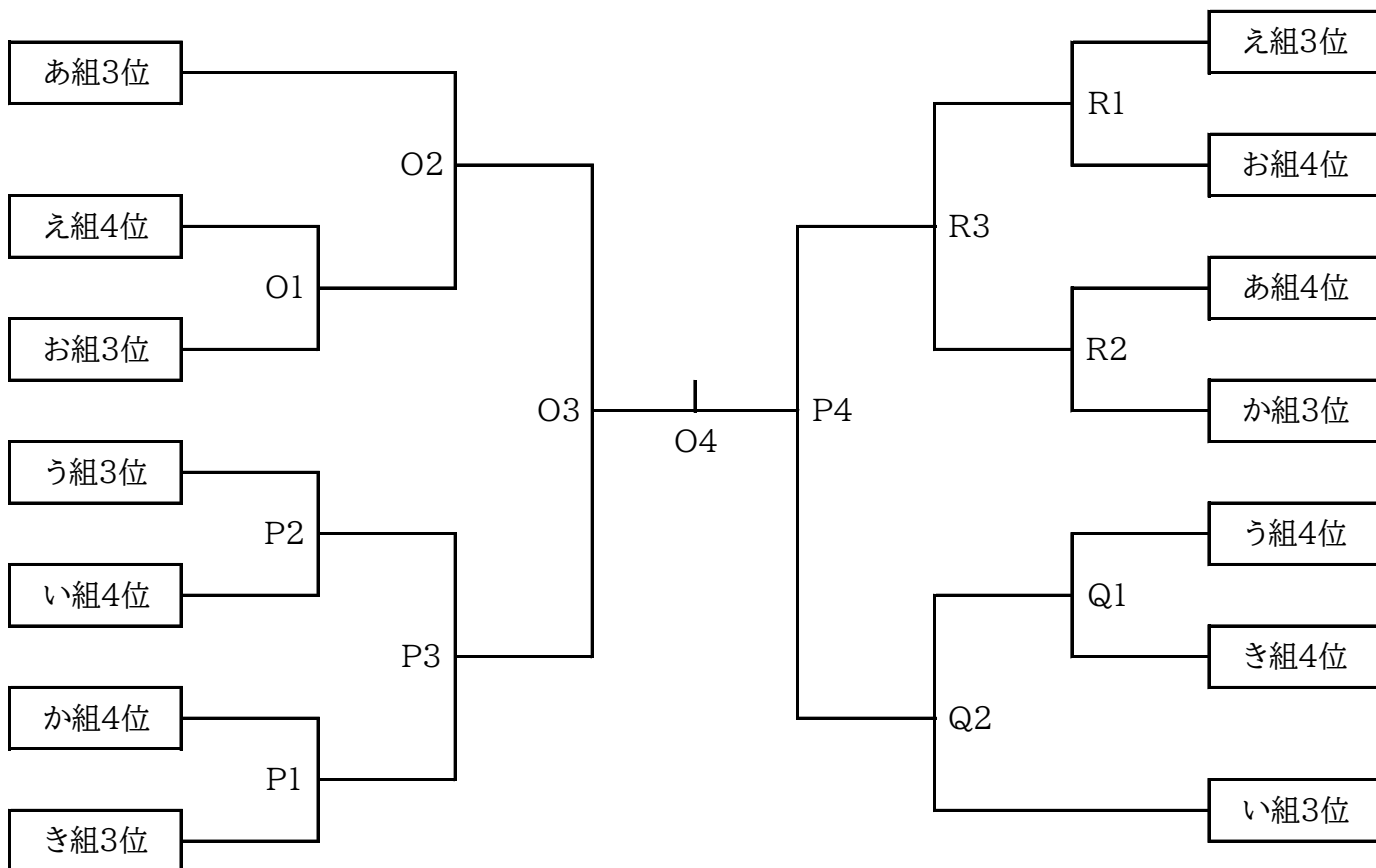 あ組3位
え組4位
お組3位
う組3位
い組4位
か組4位
き組3位
O2
O1
P2
P3
P1
O3
O4
P4
R3
Q2
R1
R2
Q1
え組3位
お組4位
あ組4位
か組3位
う組4位
き組4位
い組3位